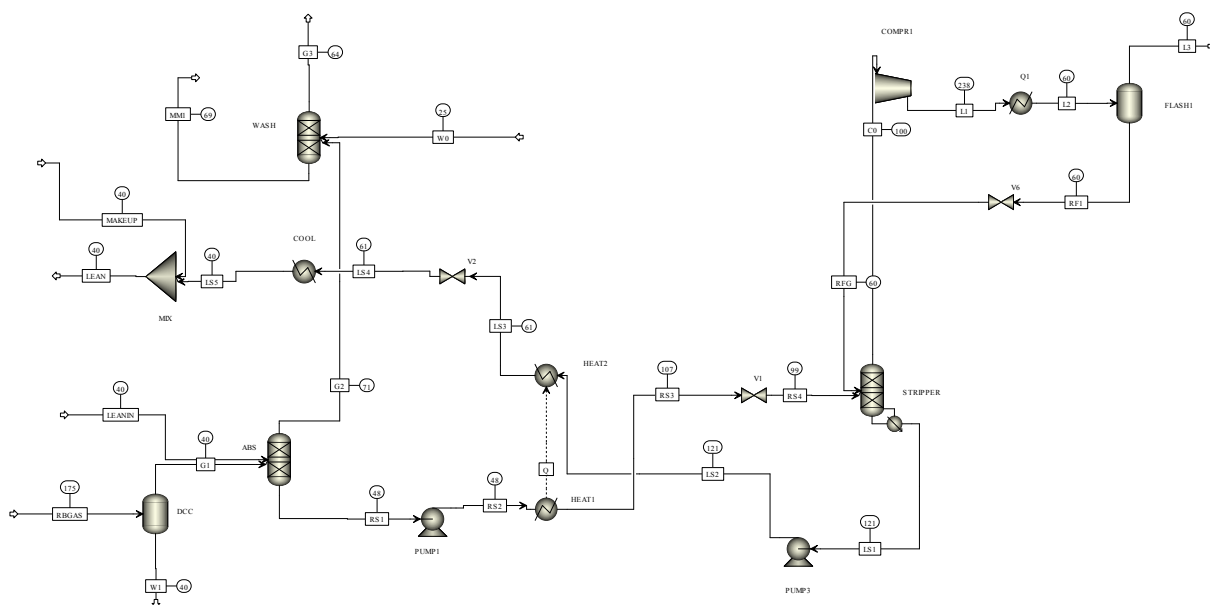 60
L3
COMPR1
G3
64
238
L1
Q1
60
L2
FLASH1
MMI
69
WASH
25
W0
C0
100
40
MAKEUP
60
RF1
V6
COOL
61
LS4
V2
40
LEAN
40
LS5
MIX
RFG
60
LS3
61
HEAT2
107
RS3
V1
99
RS4
STRIPPER
G2
71
40
LEANIN
ABS
40
G1
121
LS2
Q
175
RBGAS
DCC
48
RS1
48
RS2
HEAT1
PUMP1
121
LS1
PUMP3
W1
40